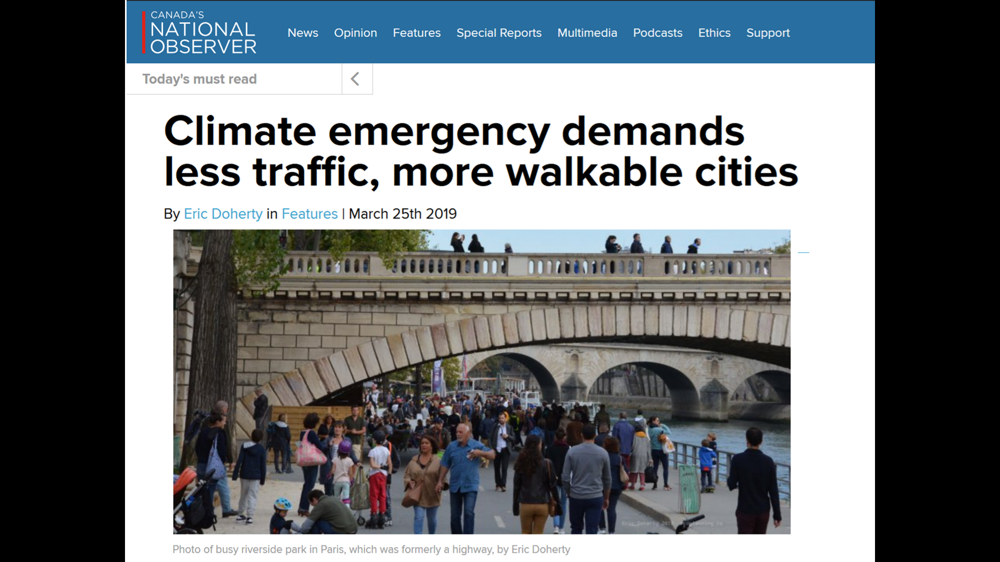 CANADA'S
NATIONAL
OBSERVER
News Opinion Features Special Reports Multimedia Podcasts Ethics Support
Today's must read
Climate emergency demands
less traffic, more walkable cities
By Eric Doherty in Features | March 25th 2019
Eric Doherty
Photo of busy riverside park in Paris, which was formerly a highway, by Eric Doherty